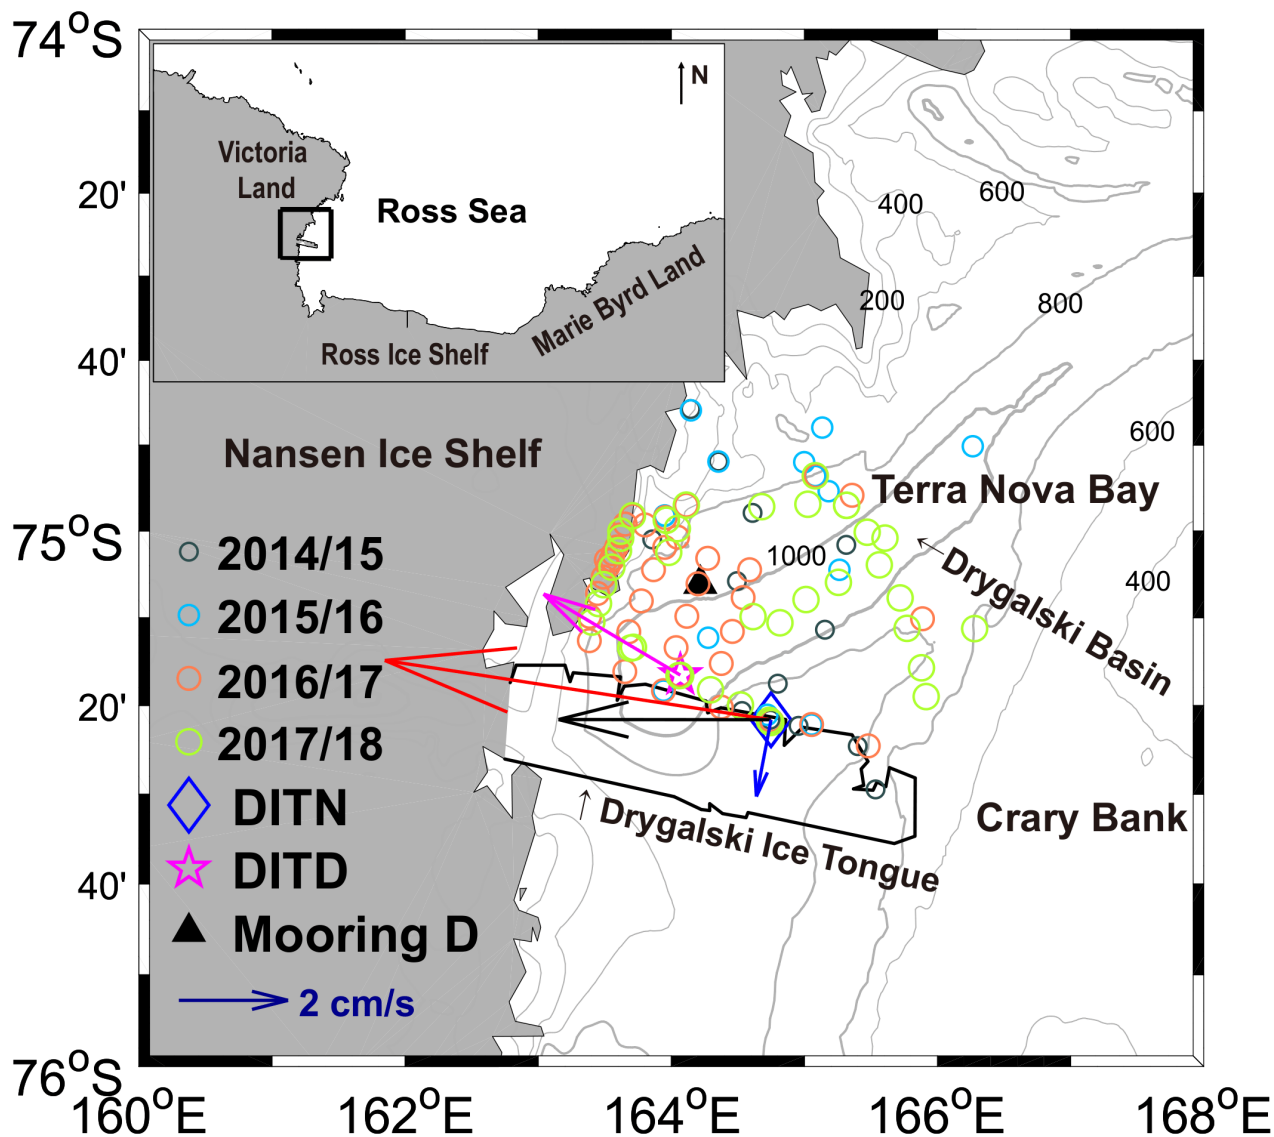 74°S
20'
40'
75°S
20'
40'
76°S
160°E
162°E
164°E
166°E
168°E
N
Victoria
Land
Ross Sea
Marie Byrd Land
Ross Ice Shelf
400
600
200
800
600
400
1000
Nansen Ice Shelf
Terra Nova Bay
Drygalski Basin
Crary Bank
Drygalski Ice Tongue
2014/15
2015/16
2016/17
2017/18
DITN
DITD
Mooring D
2 cm/s